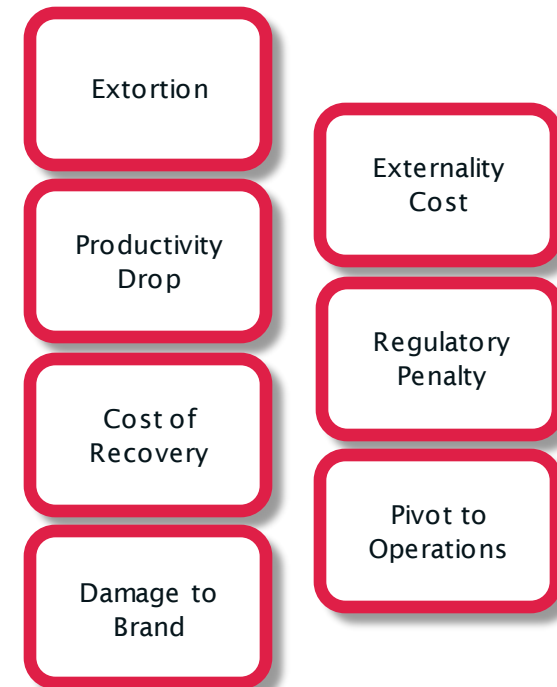 Extortion
Productivity
Drop
Cost of
Recovery
Damage to
Brand
Externality
Cost
Regulatory
Penalty
Pivot to
Operations